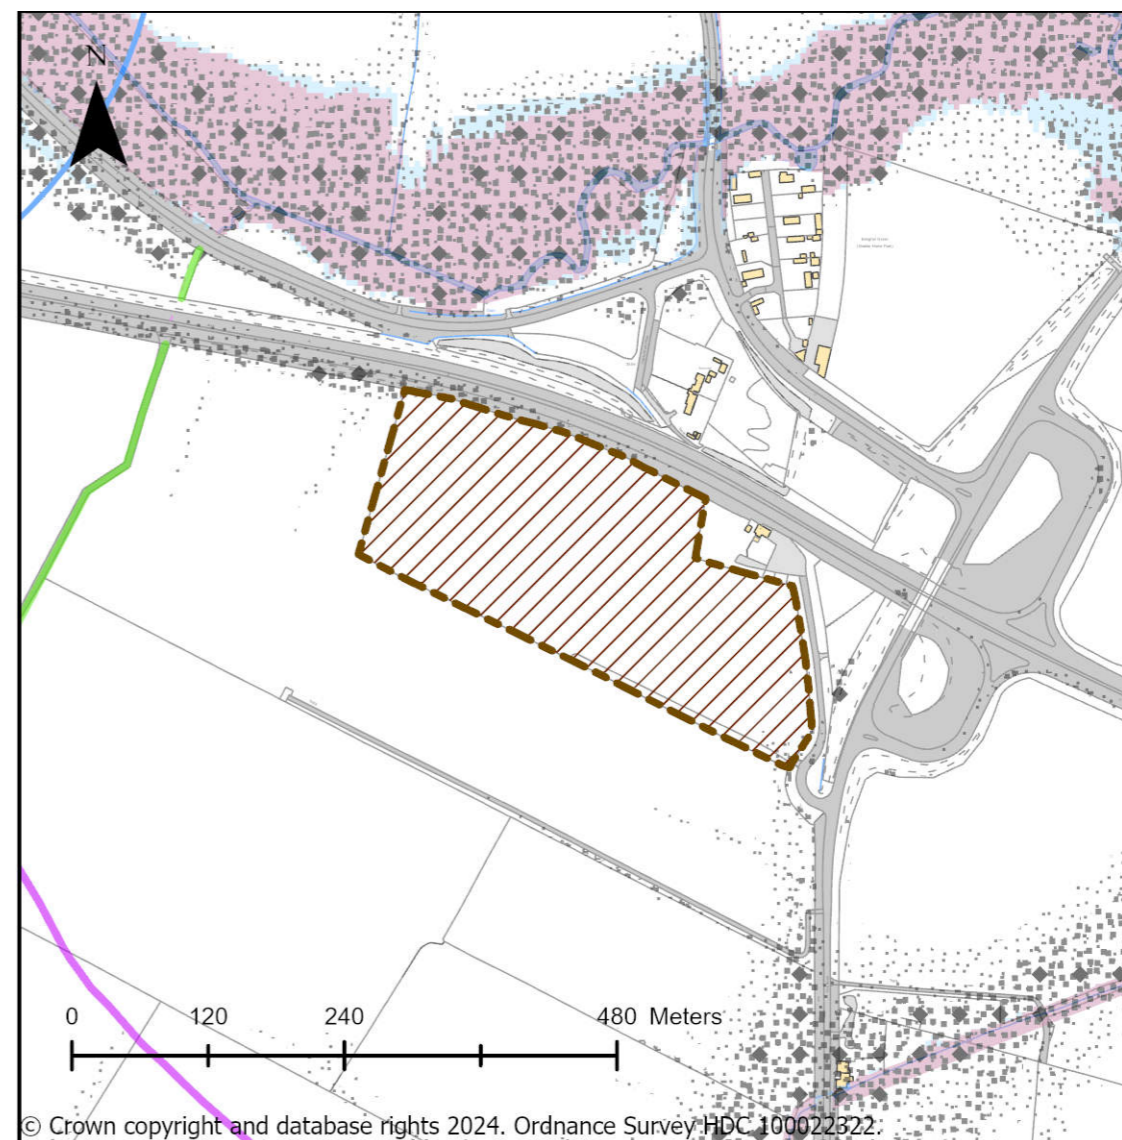 N
0 120 240 480 Meters
© Crown copyright and database rights 2024. Ordnance Survey HDC 100022322.